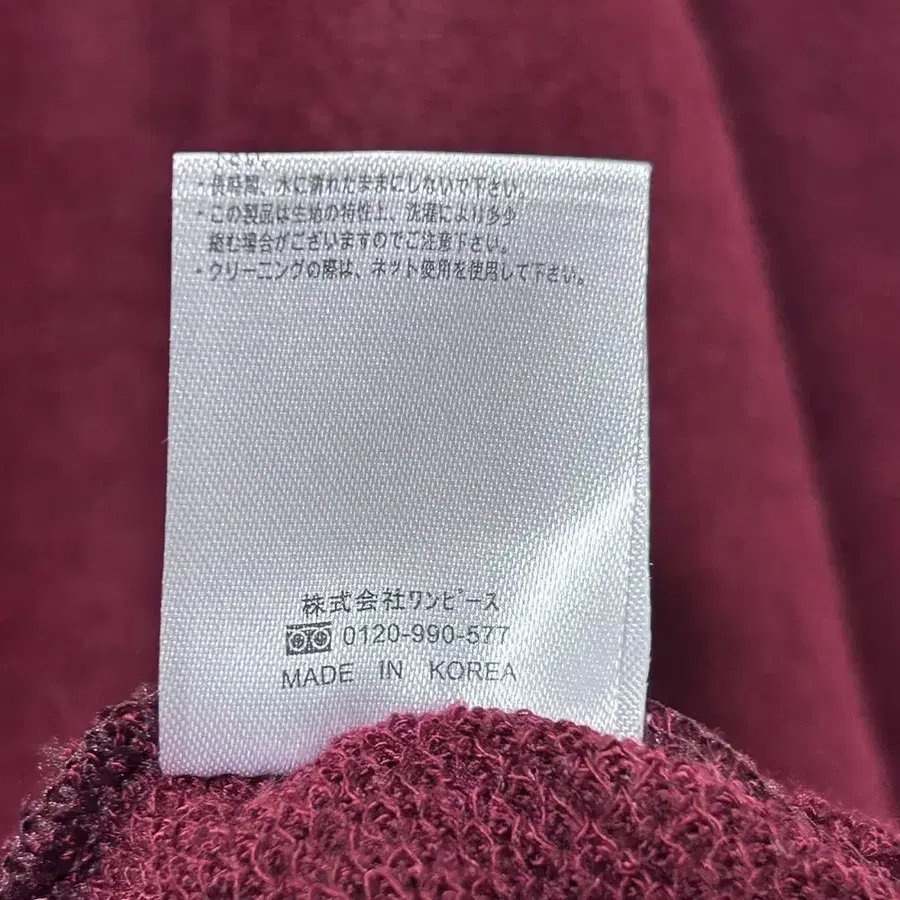 下さい。
・長時間、水に濡れたままにしないで下さい。
・この製品は生地の特性上、洗濯により多少
縮む場合がございますのでご注意下さい。
・クリーニングの際は、ネット使用を使用して下さい。
株式会社ワンピース
0120-990-577
MADE IN KOREA